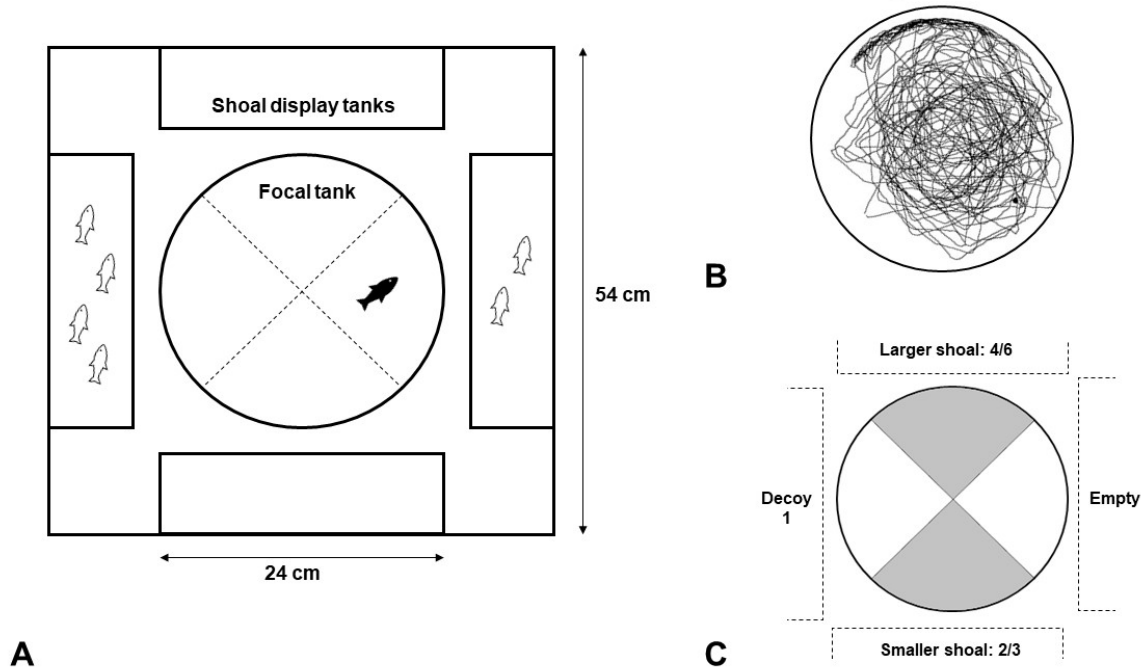 Shoal display tanks
Focal tank
54 cm
24 cm
A
B
Larger shoal: 4/6
Decoy
1
Empty
Smaller shoal: 2/3
C